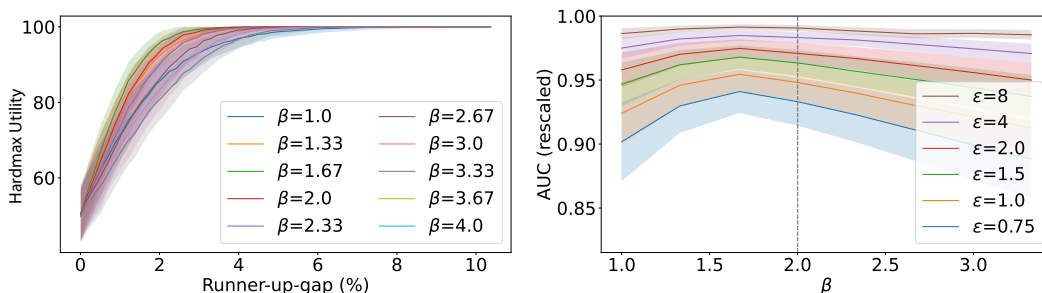 Hardmax Utility
100
80
60
0
2
4
6
8
10
Runner-up-gap (%)
β=1.0
β=1.33
β=1.67
β=2.0
β=2.33
β=2.67
β=3.0
β=3.33
β=3.67
β=4.0
AUC (rescaled)
1.00
0.95
0.90
0.85
1.0
1.5
2.0
2.5
3.0
β
ε=8
ε=4
ε=2.0
ε=1.5
ε=1.0
ε=0.75